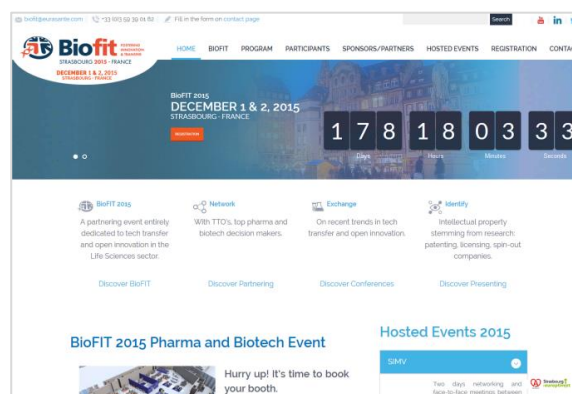 biofit@eurasante.com
+33 (0)3 59 39 01 82
Fill in the form on contact page
Search
Biofit
STRASBOURG 2015 - FRANCE
DECEMBER 1 & 2, 2015
STRASBOURG - FRANCE
HOME BIOFIT PROGRAM PARTICIPANTS SPONSORS/PARTNERS HOSTED EVENTS REGISTRATION CONTAC
BioFIT 2015
DECEMBER 1 & 2, 2015
STRASBOURG - FRANCE
REGISTRATION
1 7 8 1 8 0 3 3 3
Days Hours Minutes Seconds
BioFIT 2015
A partnering event entirely
dedicated to tech transfer
and open innovation in the
Life Sciences sector.
Discover BioFIT
Network
With TTO's, top pharma and
biotech decision makers.
Discover Partnering
Exchange
On recent trends in tech
transfer and open innovation.
Discover Conferences
Identify
Intellectual property
stemming from research:
patenting, licensing, spin-out
companies.
Discover Presenting
BioFIT 2015 Pharma and Biotech Event
Hurry up! It's time to book
your booth.
Hosted Events 2015
SIMV
Two days networking and
face-to-face meetings between